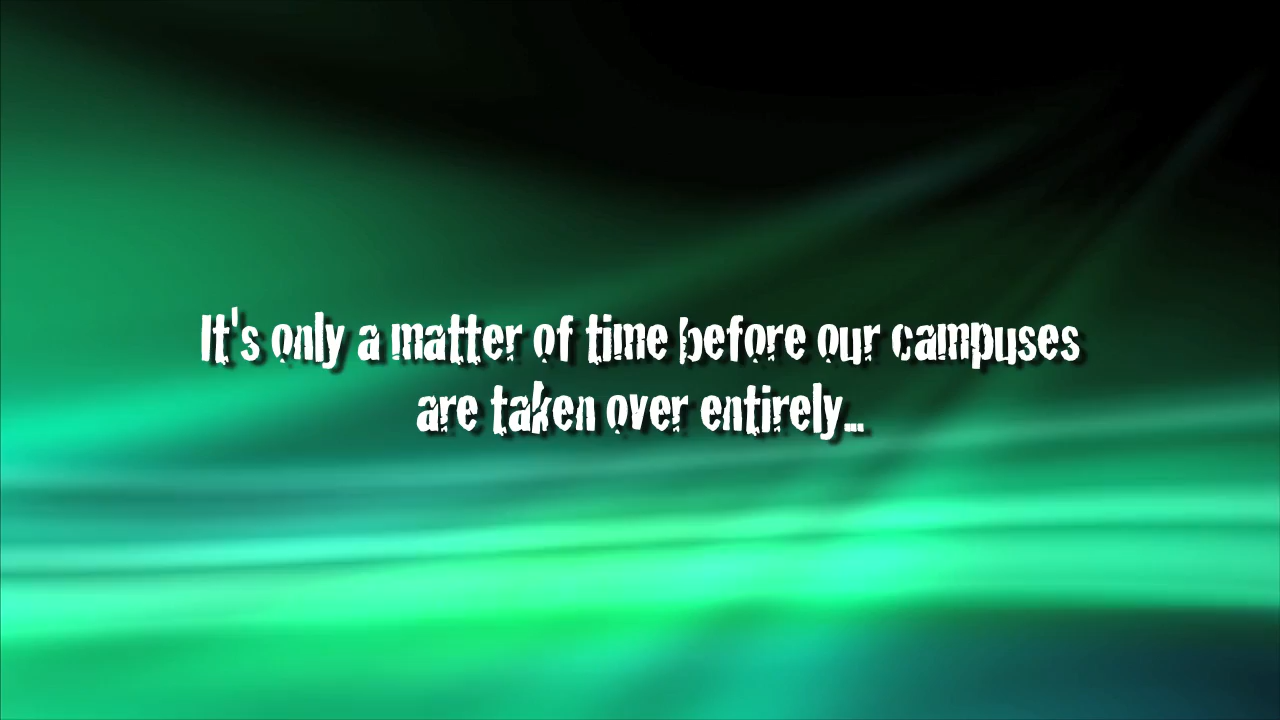 It's only a matter of time before our campuses
are taken over entirely...